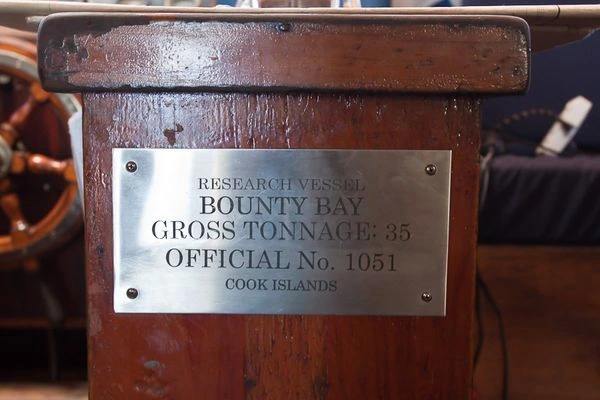 RESEARCH VESSEL
BOUNTY BAY
GROSS TONNAGE: 35
OFFICIAL No. 1051
COOK ISLANDS